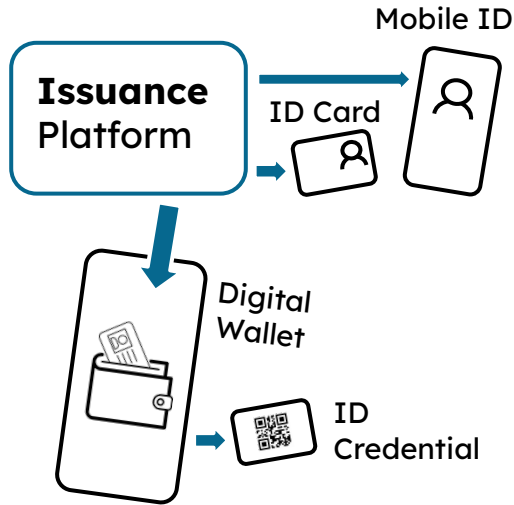 Mobile ID
Issuance
Platform
ID Card
Digital
Wallet
ID
Credential